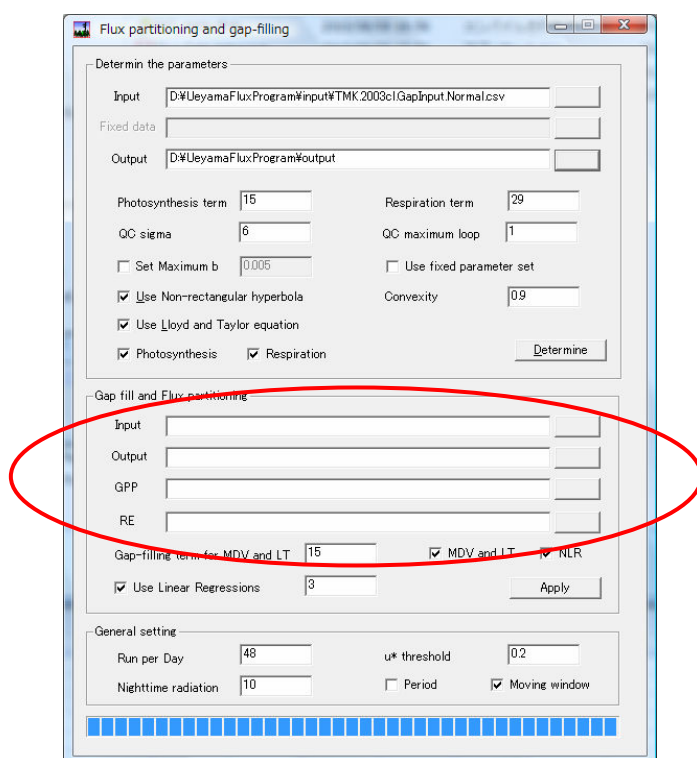 Flux partitioning and gap-filling
Determin the parameters
Input D:¥UeyamaFluxProgram¥input¥TMK.2003cl.GapInput.Normal.csv
Fixed data
Output D:¥UeyamaFluxProgram¥output
Photosynthesis term 15 Respiration term 29
QC sigma 6 QC maximum loop 1
Set Maximum b 0.005 Use fixed parameter set
Use Non-rectangular hyperbola Convexity 0.9
Use Lloyd and Taylor equation
Photosynthesis Respiration Determine
Gap fill and Flux partitioning
Input
Output
GPP
RE
Gap-filling term for MDV and LT 15 MDV and LT NLR
Use Linear Regressions 3 Apply
General setting
Run per Day 48 u* threshold 0.2
Nighttime radiation 10 Period Moving window